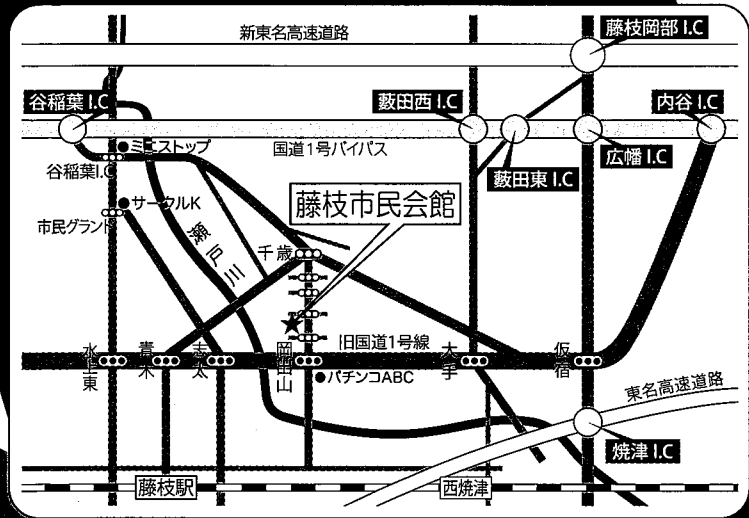 新東名高速道路
藤枝岡部 I.C
谷稲葉 I.C
藪田西 I.C
内谷 I.C
ミニストップ
国道1号バイパス
広幡 I.C
谷稲葉I.C
藪田東 I.C
サークルK
藤枝市民会館
市民グランド
瀬戸川
千歳
旧国道1号線
水上東
青木
志太
岡出山
大手
仮宿
パチンコABC
東名高速道路
焼津 I.C
藤枝駅
西焼津